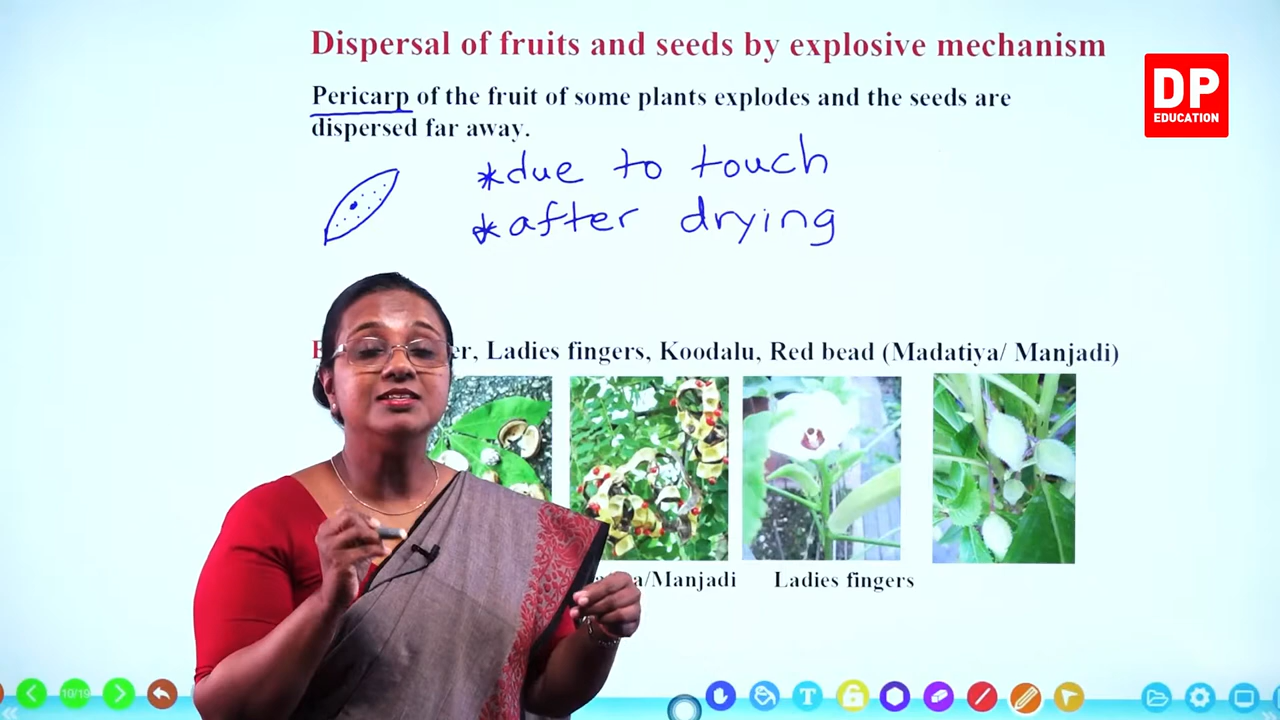 Dispersal of fruits and seeds by explosive mechanism
DP
EDUCATION
Pericarp of the fruit of some plants explodes and the seeds are
dispersed far away.
*due to touch
*after drying
Ladies fingers, Koodalu, Red bead (Madatiya/ Manjadi)
/Manjadi
Ladies fingers
10/19
T